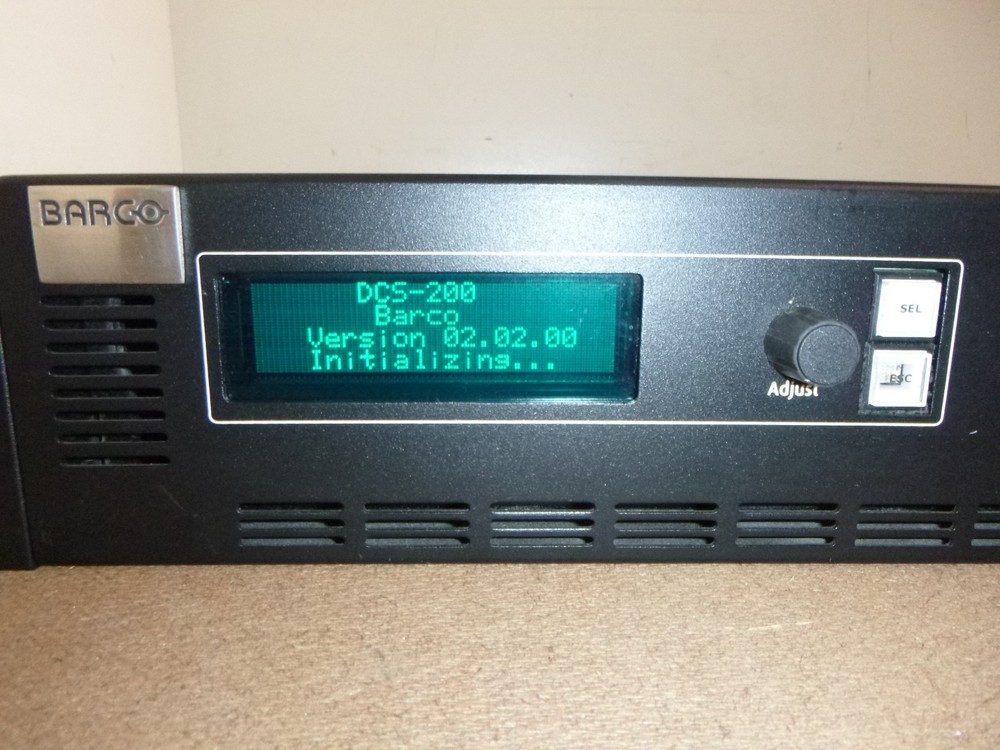 BARCO
DCS-200
Barco
Version 02.02.00
Initializing...
Adjust
SEL
ESC